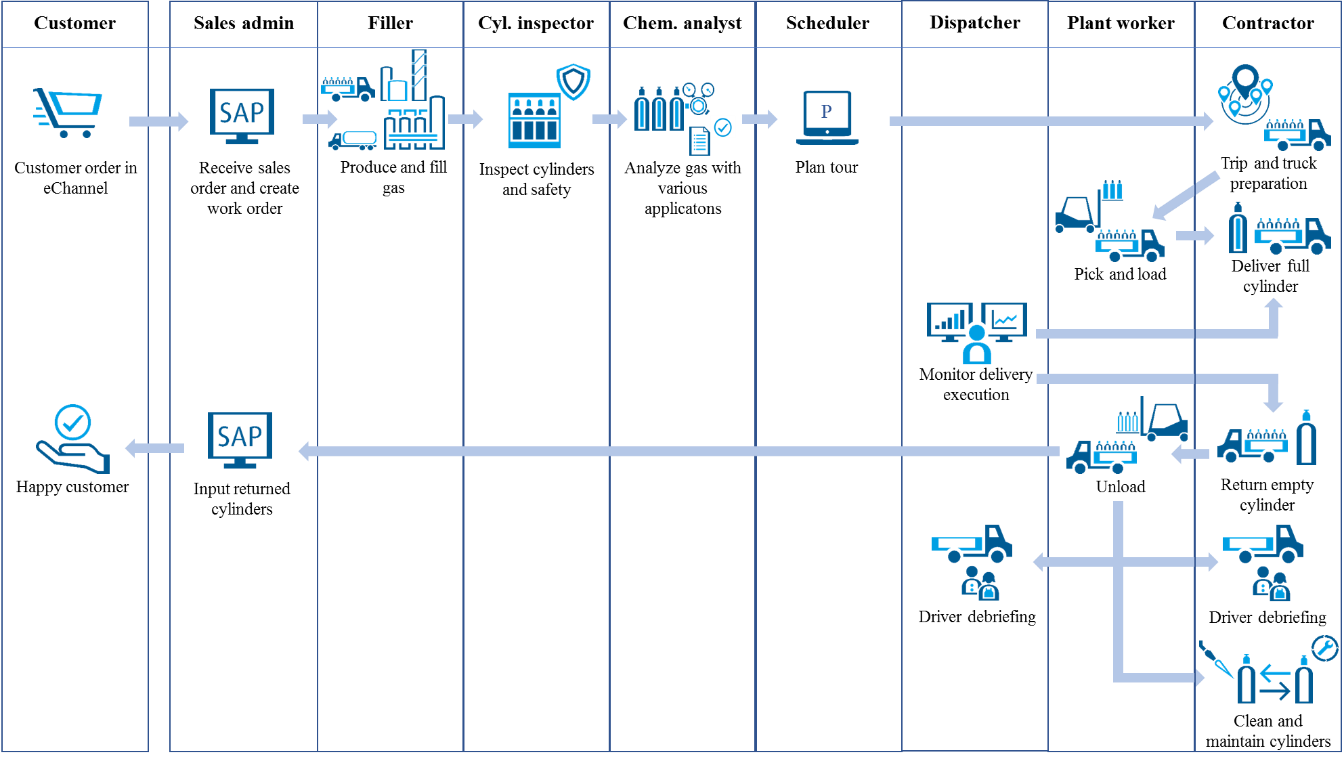 Customer
Sales admin
Filler
Cyl. inspector
Chem. analyst
Scheduler
Dispatcher
Plant worker
Contractor
SAP
P
Customer order in
eChannel
Receive sales
order and create
work order
Produce and fill
gas
Inspect cylinders
and safety
Analyze gas with
various
applicatons
Plan tour
Trip and truck
preparation
Pick and load
Deliver full
cylinder
Monitor delivery
execution
SAP
Happy customer
Input returned
cylinders
Unload
Return empty
cylinder
Driver debriefing
Driver debriefing
Clean and
maintain cylinders